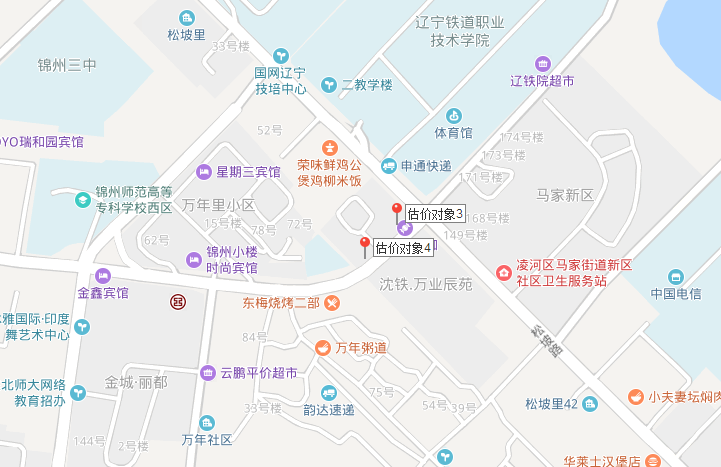 辽宁铁道职业
技术学院
松坡里
33号楼
锦州三中
国网辽宁
技培中心
二教学楼
辽铁院超市
体育馆
52号
OYO瑞和园宾馆
174号楼
173号楼
171号楼
荣味鲜鸡公
煲鸡柳米饭
申通快递
星期三宾馆
锦州师范高等
专科学校西区
万年里小区
15号楼
78号
72号
62号
马家新区
估价对象3
168号楼
149号楼
估价对象4
锦州小楼
时尚宾馆
凌河区马家街道新区
社区卫生服务站
中国电信
金鑫宾馆
沈铁.万业辰苑
东梅烧烤二部
松坡路
雅国际·印度
舞艺术中心
84号
万年粥道
金城·丽都
云鹏平价超市
北师大网络
教育招办
75号
54号
39号
33号楼
韵达速递
松坡里42
小夫妻坛焖肉
万年社区
144号
2号楼
华莱士汉堡店